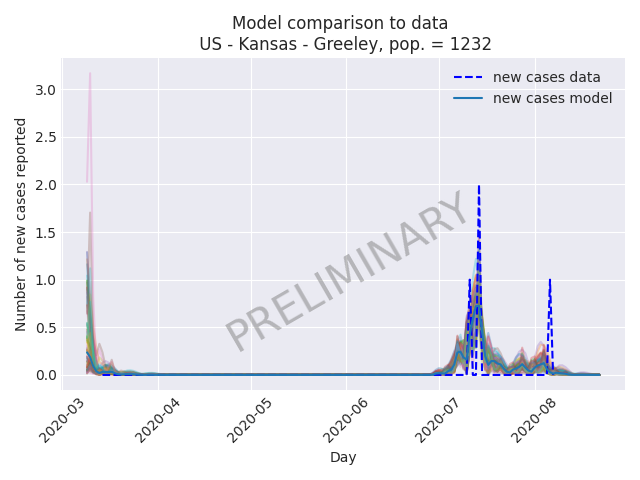 Model comparison to data
US - Kansas - Greeley, pop. = 1232
new cases data
new cases model
Number of new cases reported
3.0
2.5
2.0
1.5
1.0
0.5
0.0
PRELIMINARY
2020-03
2020-04
2020-05
2020-06
2020-07
2020-08
Day